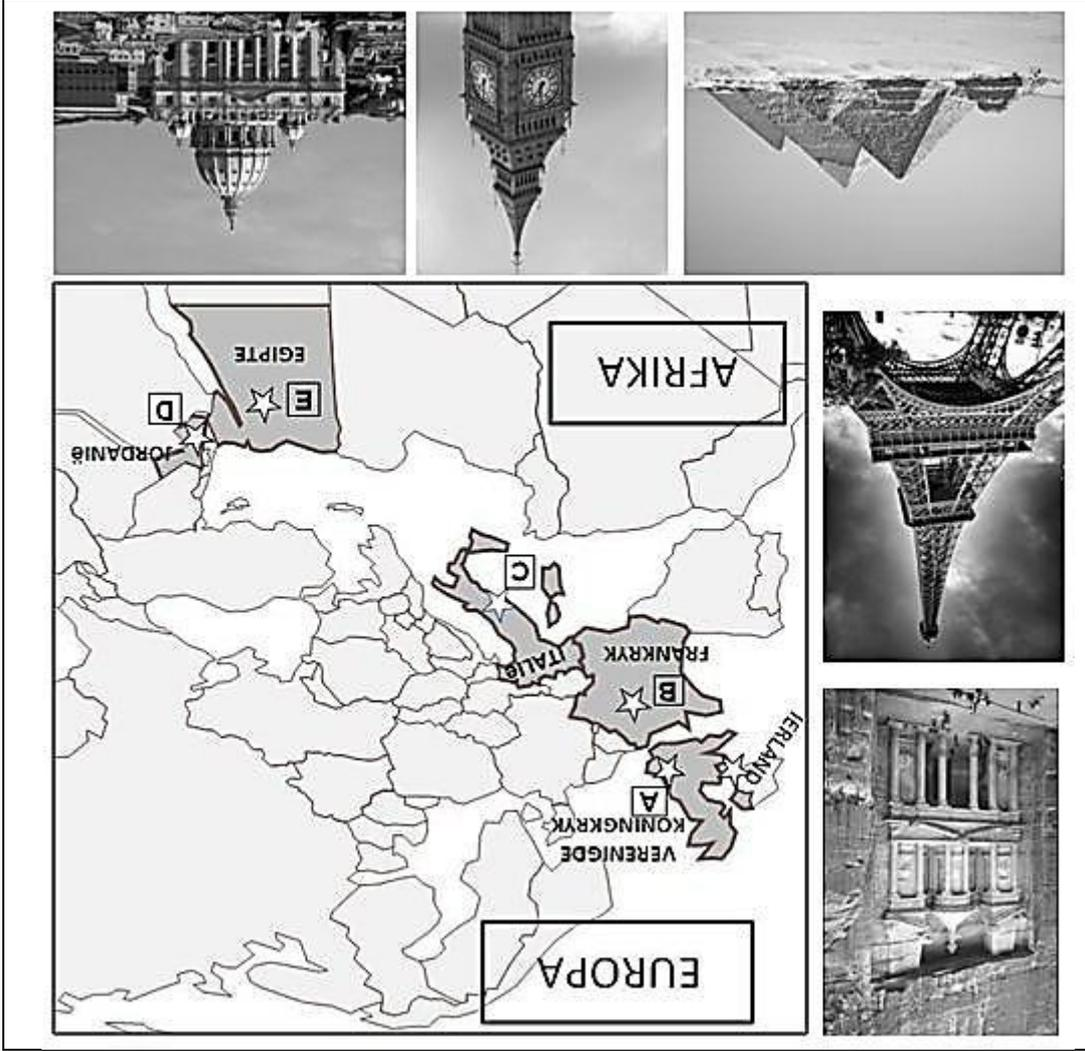 EUROPA
VERENIGDE
KONINGKRYK
A
IERLAND
B
FRANKRYK
ITALIË
C
JORDANIË
D
E
EGIPTE
AFRIKA